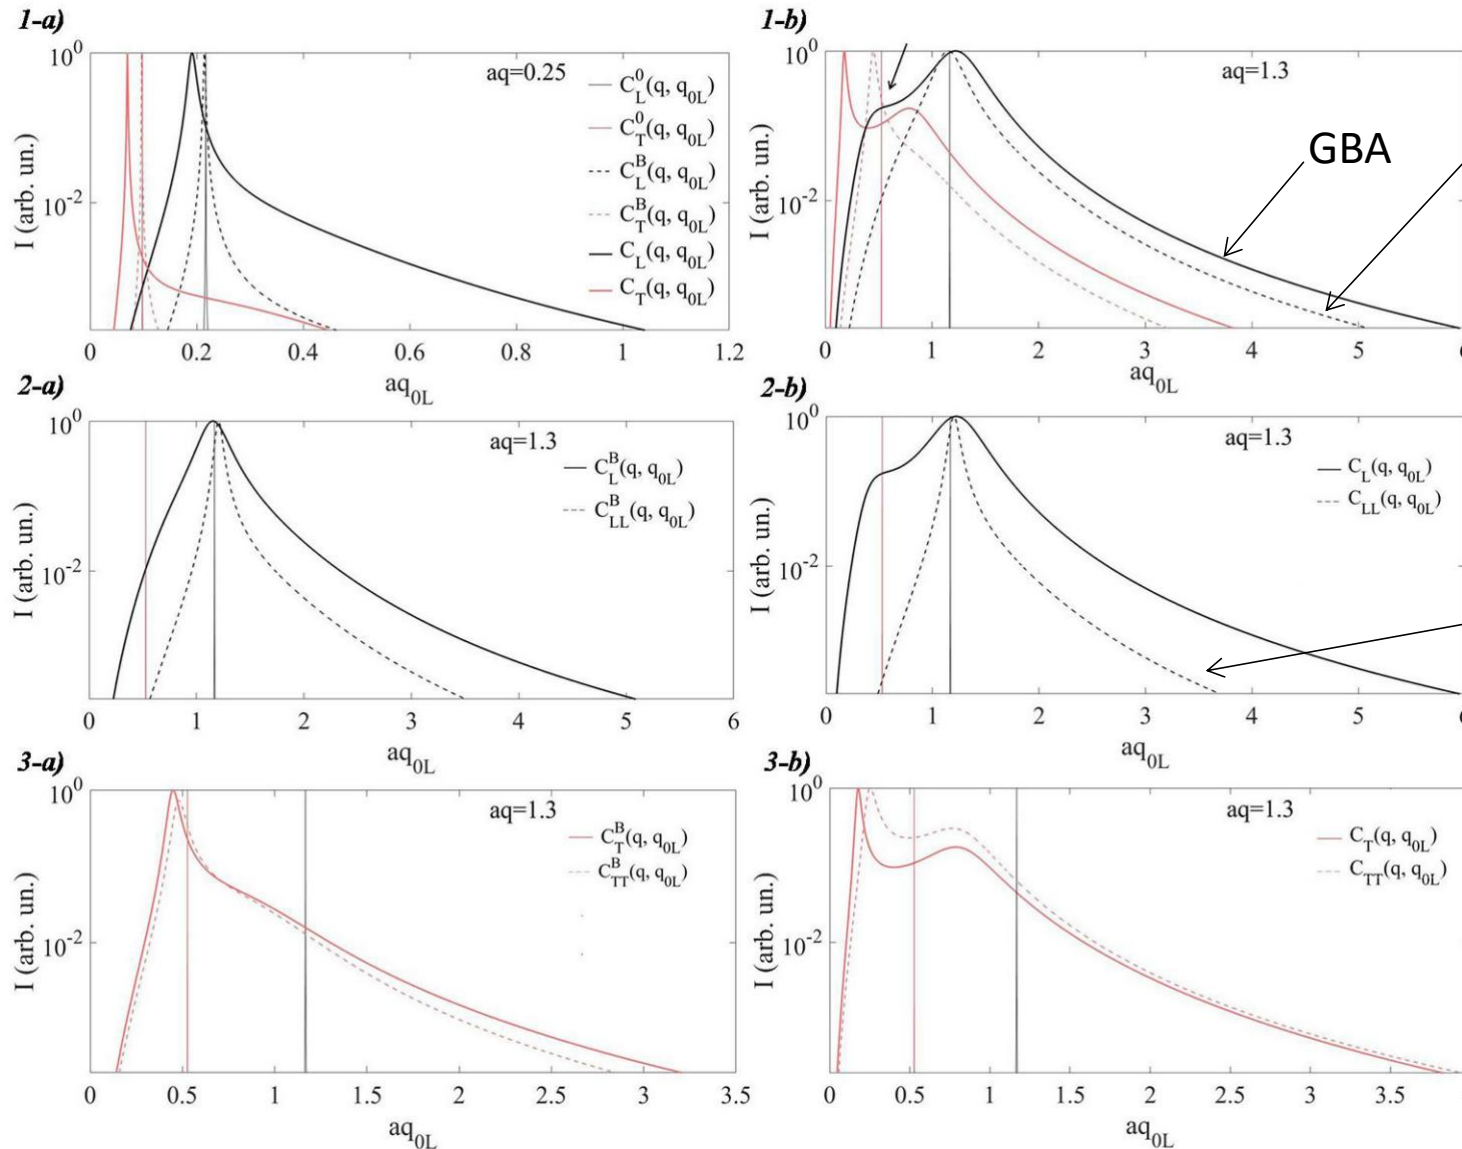 1-a)
I (arb. un.)
10^0
10^-2
aq=0.25
C_L^0(q, q_0L)
C_T^0(q, q_0L)
C_L^B(q, q_0L)
C_T^B(q, q_0L)
C_L(q, q_0L)
C_T(q, q_0L)
0 0.2 0.4 0.6 0.8 1 1.2
aq_0L
1-b)
I (arb. un.)
10^0
10^-2
aq=1.3
GBA
0 1 2 3 4 5
aq_0L
2-a)
I (arb. un.)
10^0
10^-2
aq=1.3
C_L^B(q, q_0L)
C_LL^B(q, q_0L)
0 1 2 3 4 5 6
aq_0L
2-b)
I (arb. un.)
10^0
10^-2
aq=1.3
C_L(q, q_0L)
C_LL(q, q_0L)
0 1 2 3 4 5
aq_0L
3-a)
I (arb. un.)
10^0
10^-2
aq=1.3
C_T^B(q, q_0L)
C_TT^B(q, q_0L)
0 0.5 1 1.5 2 2.5 3 3.5
aq_0L
3-b)
I (arb. un.)
10^0
10^-2
aq=1.3
C_T(q, q_0L)
C_TT(q, q_0L)
0 0.5 1 1.5 2 2.5 3 3.5
aq_0L